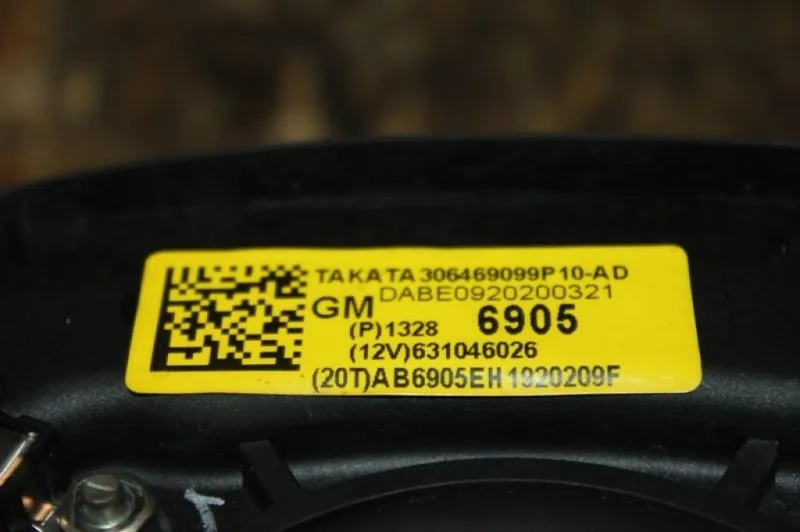 TAKATA 306469099P10-AD
DABE0920200321
GM
(P)1328 6905
(12V)631046026
(20T)AB6905EH1920209F